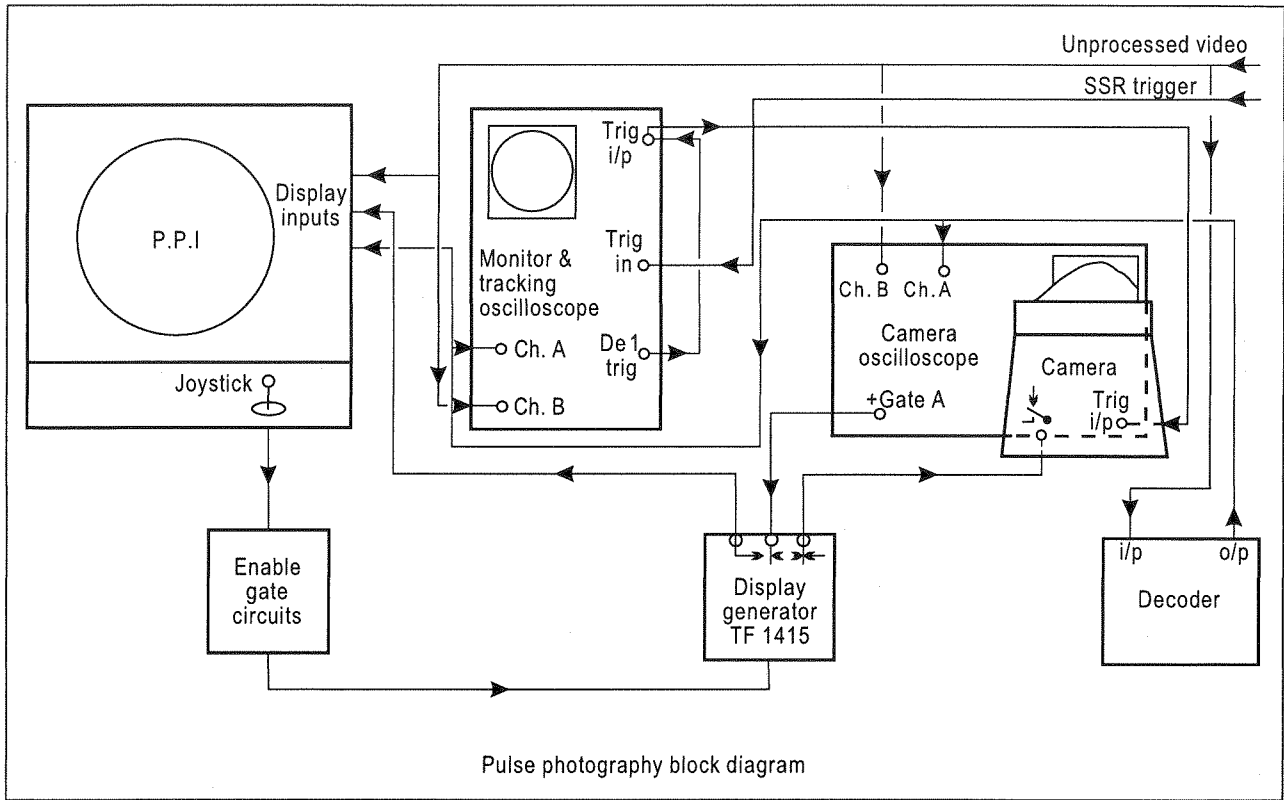 Unprocessed video
SSR trigger
Display
inputs
P.P.I
Joystick
Trig
i/p
Monitor &
tracking
oscilloscope
Trig
in
Ch. A
De1
trig
Ch. B
Ch. B
Ch. A
Camera
oscilloscope
Camera
+Gate A
Trig
i/p
Enable
gate
circuits
Display
generator
TF 1415
i/p
o/p
Decoder
Pulse photography block diagram